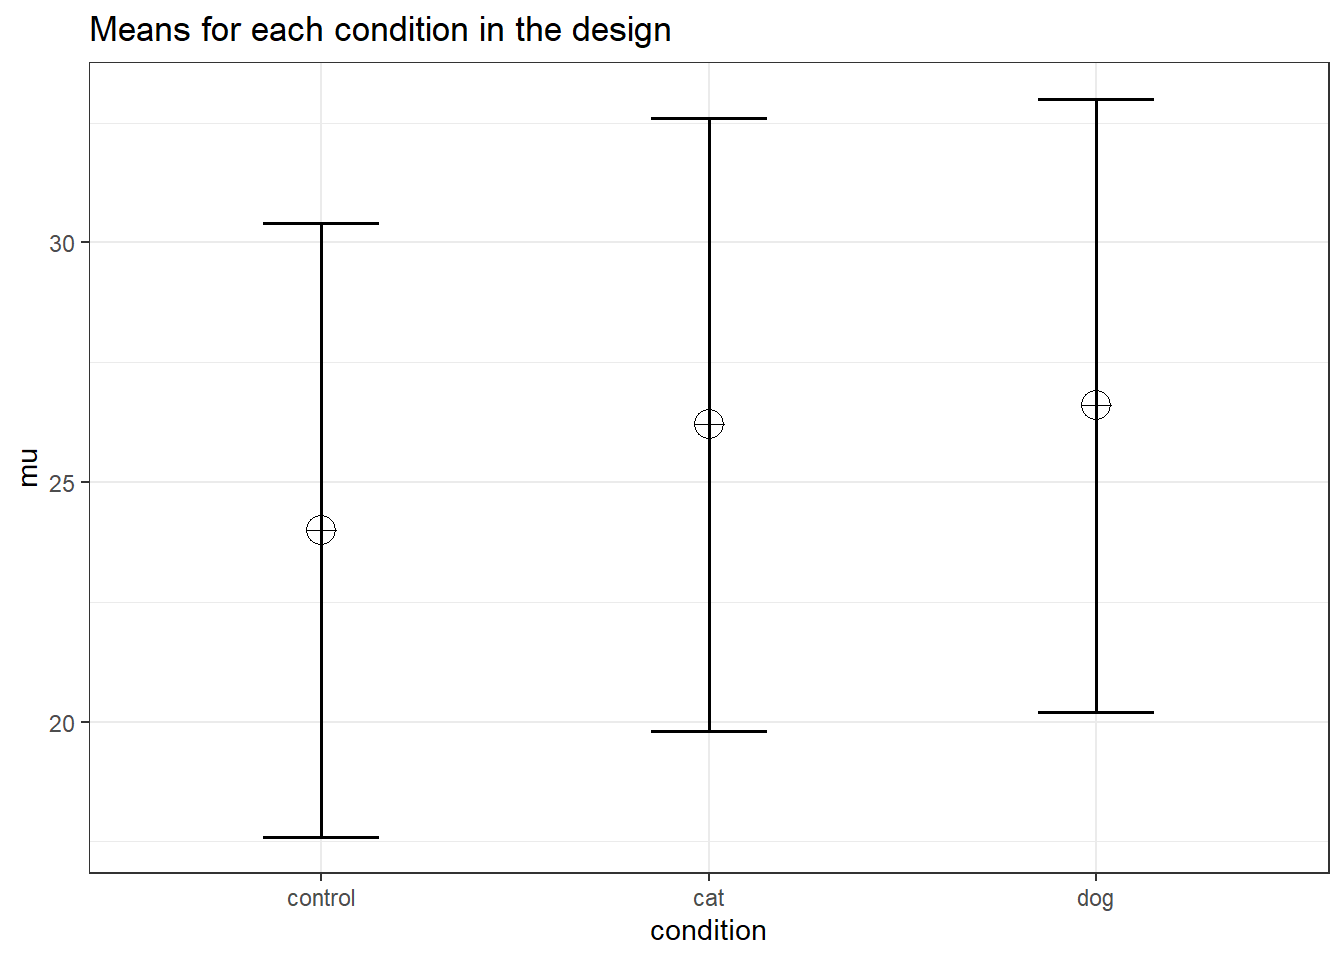 Means for each condition in the design
mu
30
25
20
control cat dog
condition